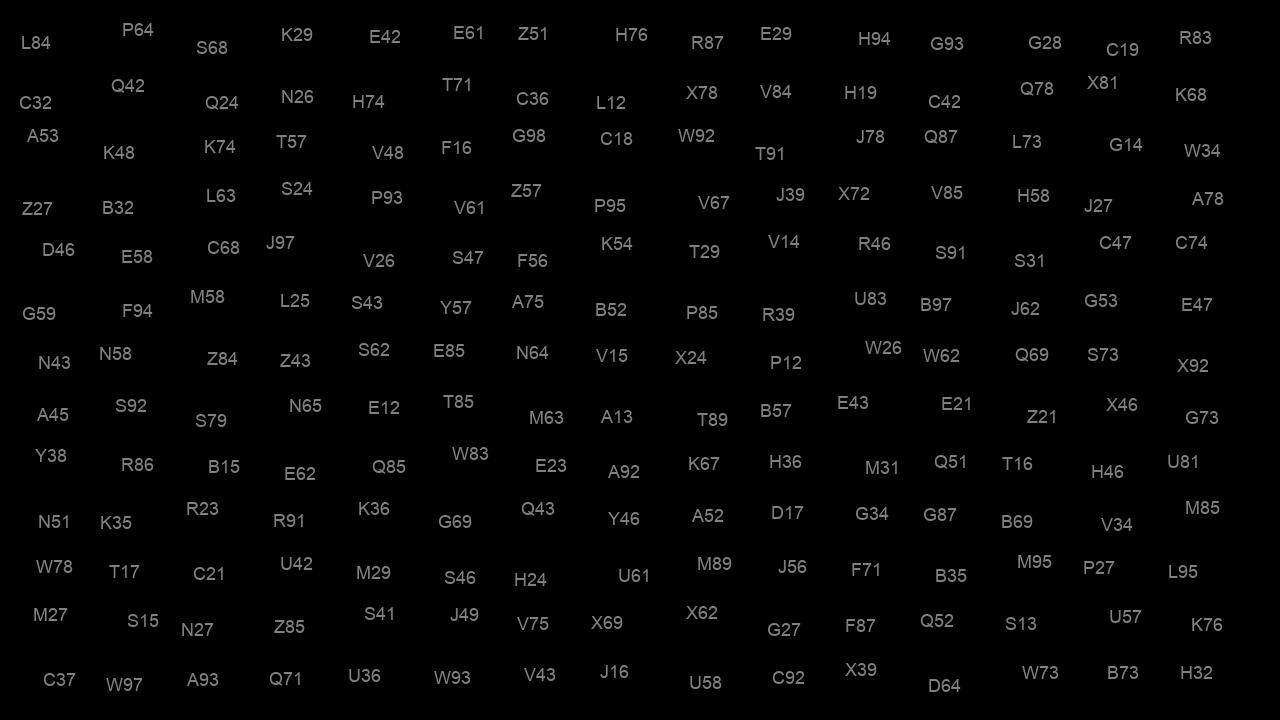 L84 P64 S68 K29 E42 E61 Z51 H76 R87 E29 H94 G93 G28 C19 R83
C32 Q42 Q24 N26 H74 T71 C36 L12 X78 V84 H19 C42 Q78 X81 K68
A53 K48 K74 T57 V48 F16 G98 C18 W92 T91 J78 Q87 L73 G14 W34
Z27 B32 L63 S24 P93 V61 Z57 P95 V67 J39 X72 V85 H58 J27 A78
D46 E58 C68 J97 V26 S47 F56 K54 T29 V14 R46 S91 S31 C47 C74
G59 F94 M58 L25 S43 Y57 A75 B52 P85 R39 U83 B97 J62 G53 E47
N43 N58 Z84 Z43 S62 E85 N64 V15 X24 P12 W26 W62 Q69 S73 X92
A45 S92 S79 N65 E12 T85 M63 A13 T89 B57 E43 E21 Z21 X46 G73
Y38 R86 B15 E62 Q85 W83 E23 A92 K67 H36 M31 Q51 T16 H46 U81
N51 K35 R23 R91 K36 G69 Q43 Y46 A52 D17 G34 G87 B69 V34 M85
W78 T17 C21 U42 M29 S46 H24 U61 M89 J56 F71 B35 M95 P27 L95
M27 S15 N27 Z85 S41 J49 V75 X69 X62 G27 F87 Q52 S13 U57 K76
C37 W97 A93 Q71 U36 W93 V43 J16 U58 C92 X39 D64 W73 B73 H32